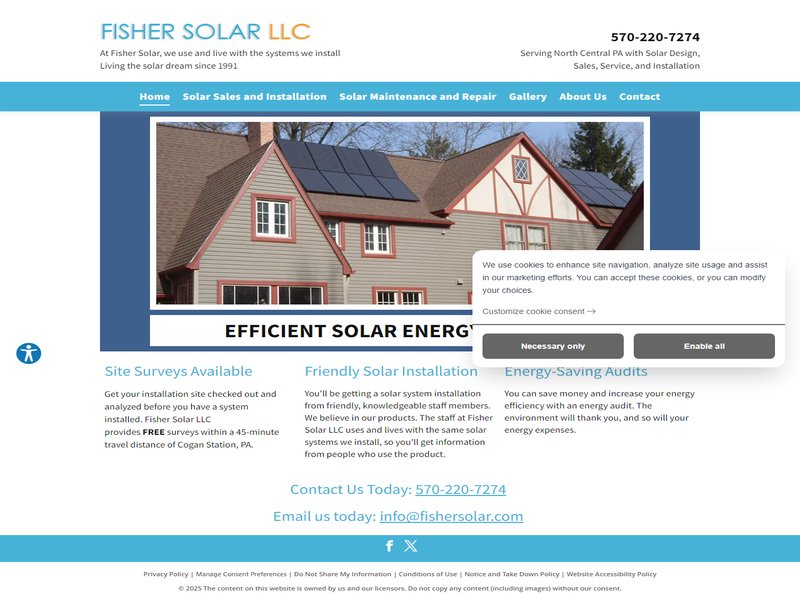 FISHER SOLAR LLC
At Fisher Solar, we use and live with the systems we install
Living the solar dream since 1991
570-220-7274
Serving North Central PA with Solar Design,
Sales, Service, and Installation
Home Solar Sales and Installation Solar Maintenance and Repair Gallery About Us Contact
EFFICIENT SOLAR ENERGY
We use cookies to enhance site navigation, analyze site usage and assist
in our marketing efforts. You can accept these cookies, or you can modify
your choices.
Customize cookie consent
Necessary only
Enable all
Site Surveys Available
Get your installation site checked out and
analyzed before you have a system
installed. Fisher Solar LLC
provides FREE surveys within a 45-minute
travel distance of Cogan Station, PA.
Friendly Solar Installation
You'll be getting a solar system installation
from friendly, knowledgeable staff members.
We believe in our products. The staff at Fisher
Solar LLC uses and lives with the same solar
systems we install, so you'll get information
from people who use the product.
Energy-Saving Audits
You can save money and increase your energy
efficiency with an energy audit. The
environment will thank you, and so will your
energy expenses.
Contact Us Today: 570-220-7274
Email us today: info@fishersolar.com
Privacy Policy | Manage Consent Preferences | Do Not Share My Information | Conditions of Use | Notice and Take Down Policy | Website Accessibility Policy
© 2025 The content on this website is owned by us and our licensors. Do not copy any content (including images) without our consent.